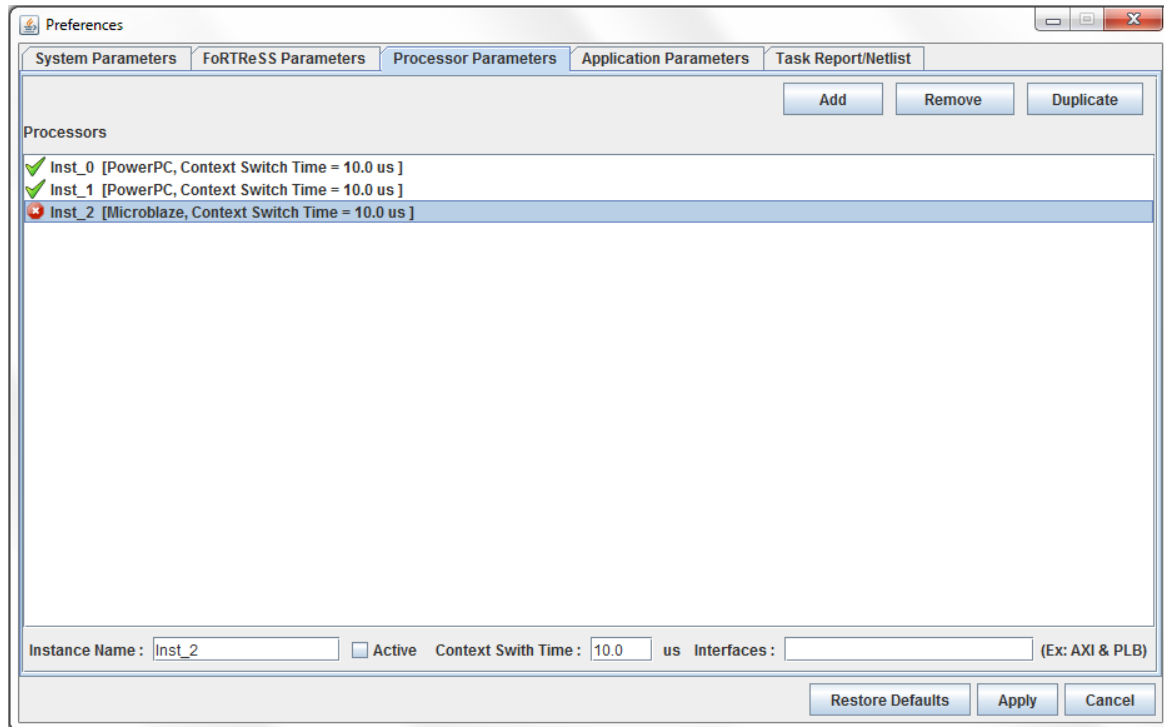 Preferences
System Parameters FoRTReSS Parameters Processor Parameters Application Parameters Task Report/Netlist
Add Remove Duplicate
Processors
Inst_0 [PowerPC, Context Switch Time = 10.0 us ]
Inst_1 [PowerPC, Context Switch Time = 10.0 us ]
Inst_2 [Microblaze, Context Switch Time = 10.0 us ]
Instance Name : Inst_2 Active Context Swith Time : 10.0 us Interfaces : (Ex: AXI & PLB)
Restore Defaults Apply Cancel